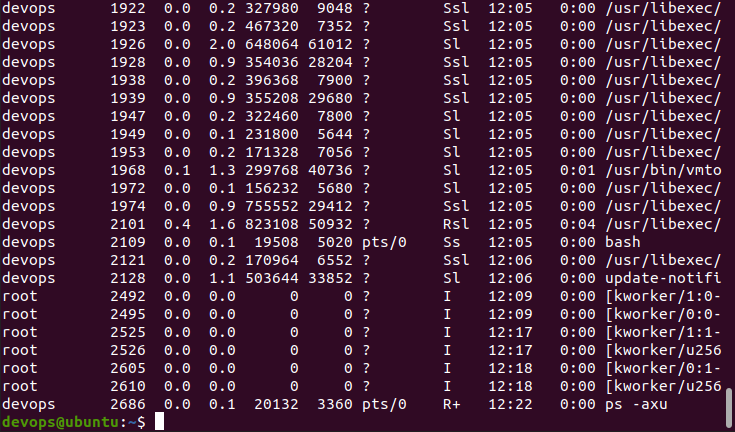 devops 1922 0.0 0.2 327980 9048 ? Ssl 12:05 0:00 /usr/libexec/
devops 1923 0.0 0.2 467320 7352 ? Ssl 12:05 0:00 /usr/libexec/
devops 1926 0.0 2.0 648064 61012 ? Sl 12:05 0:00 /usr/libexec/
devops 1928 0.0 0.9 354036 28204 ? Ssl 12:05 0:00 /usr/libexec/
devops 1938 0.0 0.2 396368 7900 ? Ssl 12:05 0:00 /usr/libexec/
devops 1939 0.0 0.9 355208 29680 ? Ssl 12:05 0:00 /usr/libexec/
devops 1947 0.0 0.2 322460 7800 ? Sl 12:05 0:00 /usr/libexec/
devops 1949 0.0 0.1 231800 5644 ? Sl 12:05 0:00 /usr/libexec/
devops 1953 0.0 0.2 171328 7056 ? Sl 12:05 0:00 /usr/libexec/
devops 1968 0.1 1.3 299768 40736 ? Sl 12:05 0:01 /usr/bin/vmto
devops 1972 0.0 0.1 156232 5680 ? Sl 12:05 0:00 /usr/libexec/
devops 1974 0.0 0.9 755552 29412 ? Ssl 12:05 0:00 /usr/libexec/
devops 2101 0.4 1.6 823108 50932 ? Rsl 12:05 0:04 /usr/libexec/
devops 2109 0.0 0.1 19508 5020 pts/0 Ss 12:05 0:00 bash
devops 2121 0.0 0.2 170964 6552 ? Ssl 12:06 0:00 /usr/libexec/
devops 2128 0.0 1.1 503644 33852 ? Sl 12:06 0:00 update-notifi
root 2492 0.0 0.0 0 0 ? I 12:09 0:00 [kworker/1:0-
root 2495 0.0 0.0 0 0 ? I 12:09 0:00 [kworker/0:0-
root 2525 0.0 0.0 0 0 ? I 12:17 0:00 [kworker/1:1-
root 2526 0.0 0.0 0 0 ? I 12:17 0:00 [kworker/u256
root 2605 0.0 0.0 0 0 ? I 12:18 0:00 [kworker/0:1-
root 2610 0.0 0.0 0 0 ? I 12:18 0:00 [kworker/u256
devops 2686 0.0 0.1 20132 3360 pts/0 R+ 12:22 0:00 ps -axu
devops@ubuntu:~$